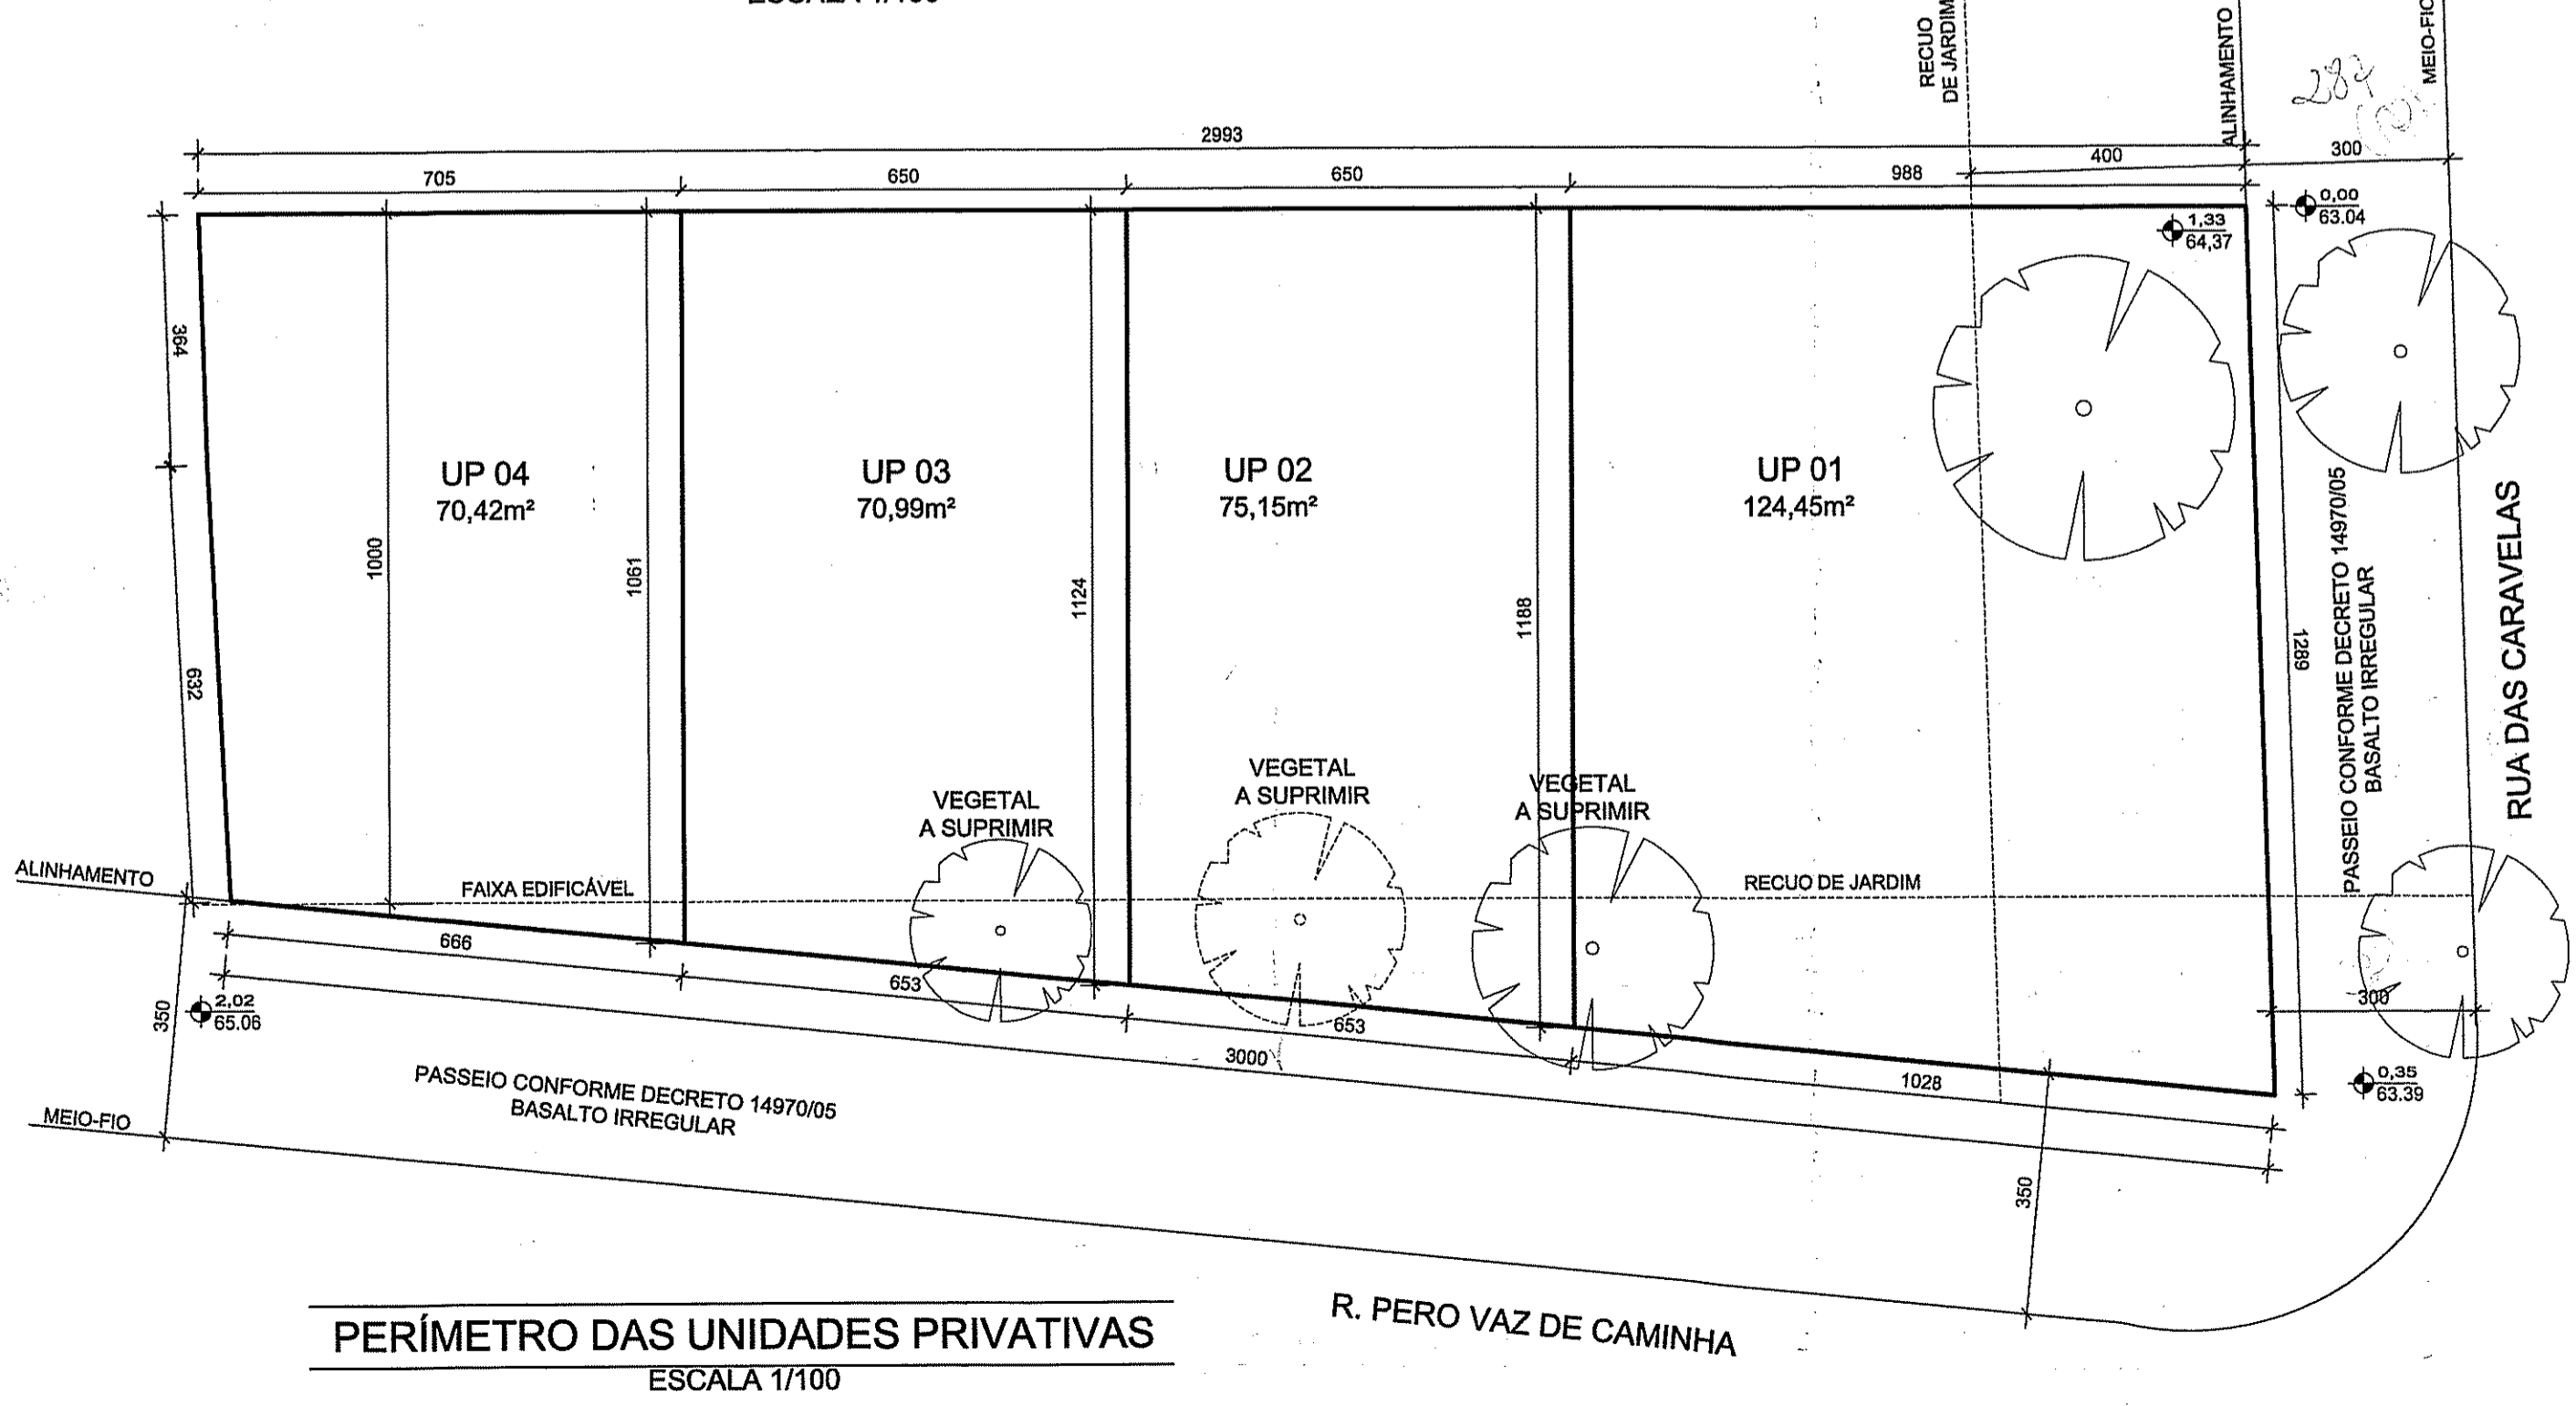 RECUO
DE JARDIM
ALINHAMENTO
MEIO-FIO
287
2993
705
650
650
988
400
300
0,00
63.04
1,33
64,37
364
632
1000
1061
1124
1188
1289
UP 04
70,42m²
UP 03
70,99m²
UP 02
75,15m²
UP 01
124,45m²
PASSEIO CONFORME DECRETO 14970/05
BASALTO IRREGULAR
RUA DAS CARAVELAS
VEGETAL
A SUPRIMIR
VEGETAL
A SUPRIMIR
VEGETAL
A SUPRIMIR
ALINHAMENTO
FAIXA EDIFICÁVEL
RECUO DE JARDIM
666
653
653
1028
3000
300
350
2,02
65.06
0,35
63.39
350
PASSEIO CONFORME DECRETO 14970/05
BASALTO IRREGULAR
MEIO-FIO
R. PERO VAZ DE CAMINHA
PERÍMETRO DAS UNIDADES PRIVATIVAS
ESCALA 1/100